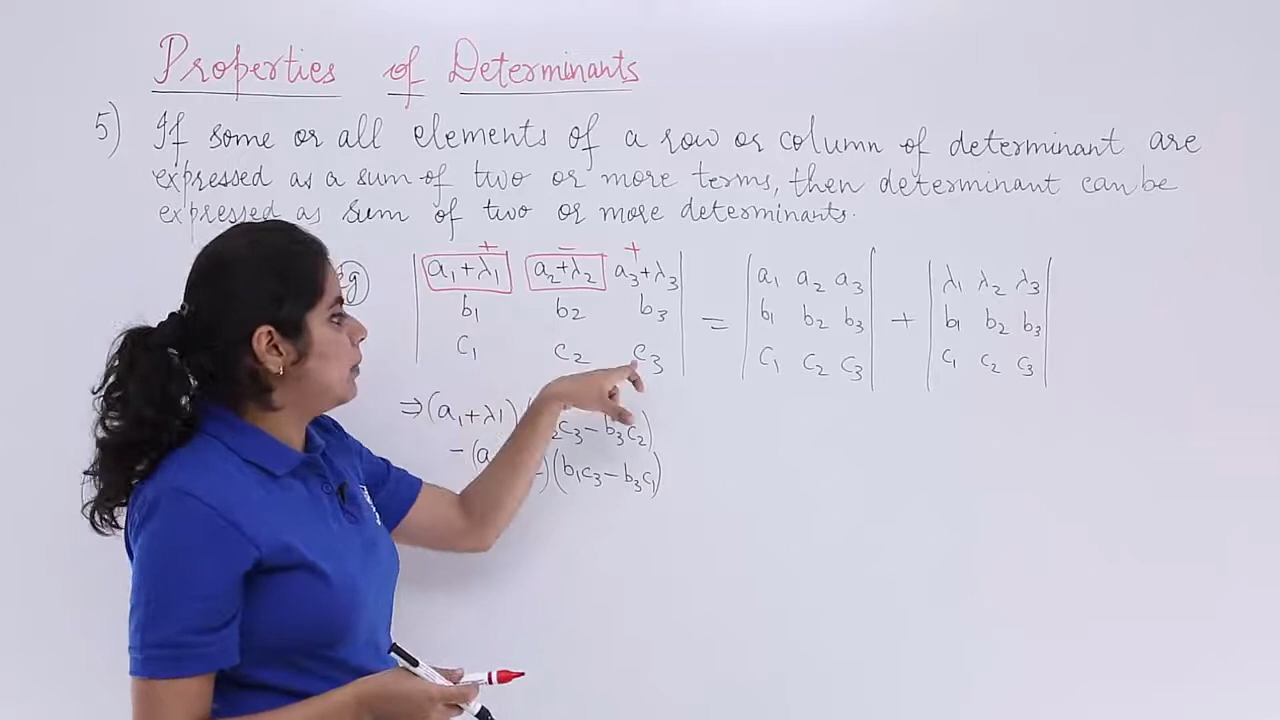 Properties of Determinants
5) If some or all elements of a row or column of determinant are
expressed as a sum of two or more terms, then determinant can be
expressed as sum of two or more determinants.
eg
+ − +
| a₁+λ₁ a₂+λ₂ a₃+λ₃ | = | a₁ a₂ a₃ | + | λ₁ λ₂ λ₃ |
| b₁ b₂ b₃ | | b₁ b₂ b₃ | | b₁ b₂ b₃ |
| c₁ c₂ c₃ | | c₁ c₂ c₃ | | c₁ c₂ c₃ |
⇒ (a₁+λ₁) ( ₂c₃−b₃c₂)
−(a )(b₁c₃−b₃c₁)